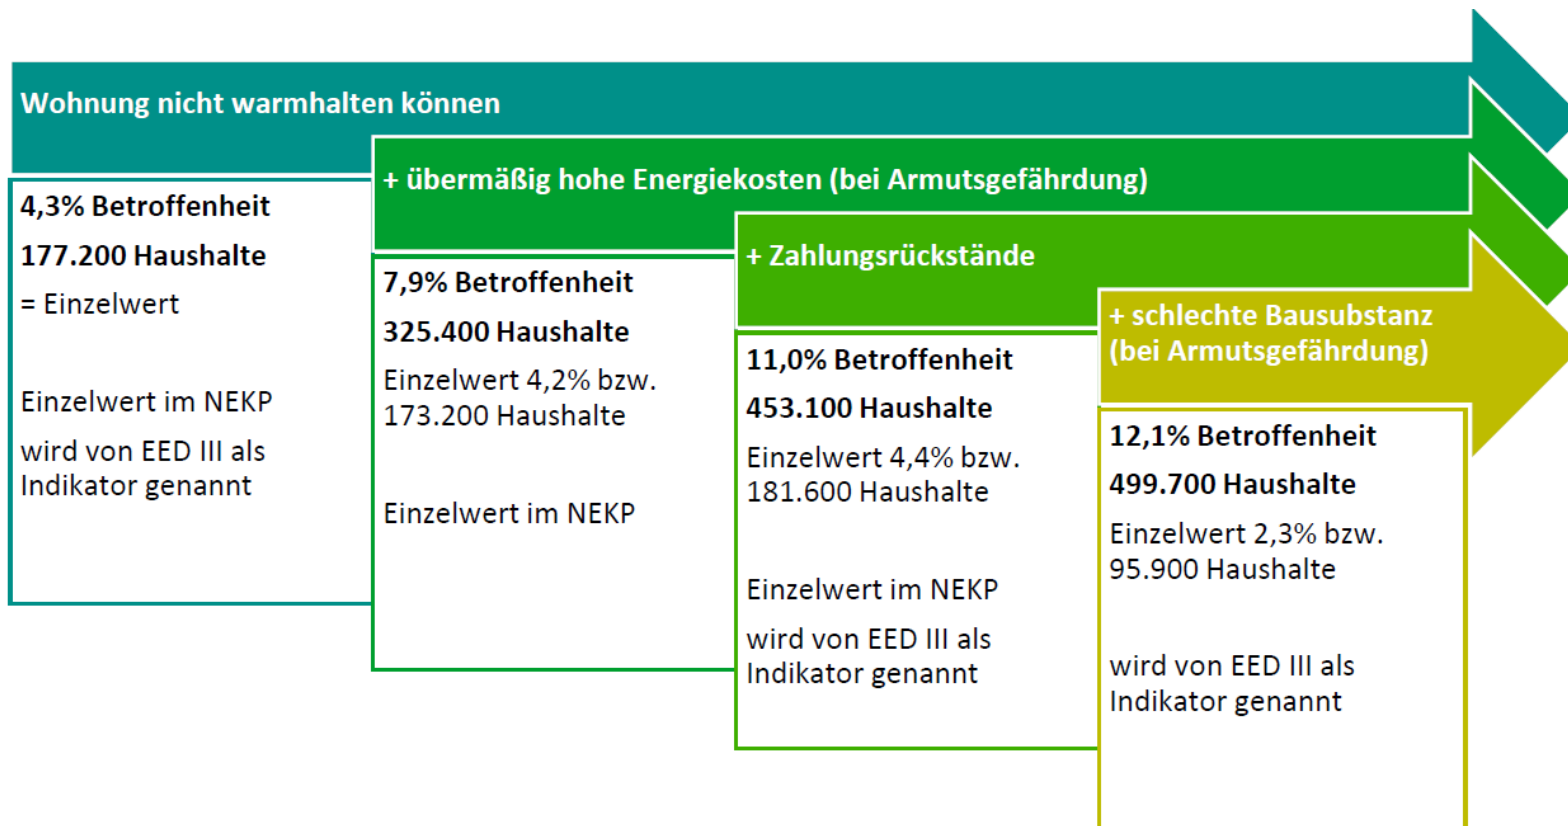 Wohnung nicht warmhalten können
4,3% Betroffenheit
177.200 Haushalte
= Einzelwert
Einzelwert im NEKP
wird von EED III als
Indikator genannt
+ übermäßig hohe Energiekosten (bei Armutsgefährdung)
7,9% Betroffenheit
325.400 Haushalte
Einzelwert 4,2% bzw.
173.200 Haushalte
Einzelwert im NEKP
+ Zahlungsrückstände
11,0% Betroffenheit
453.100 Haushalte
Einzelwert 4,4% bzw.
181.600 Haushalte
Einzelwert im NEKP
wird von EED III als
Indikator genannt
+ schlechte Bausubstanz
(bei Armutsgefährdung)
12,1% Betroffenheit
499.700 Haushalte
Einzelwert 2,3% bzw.
95.900 Haushalte
wird von EED III als
Indikator genannt